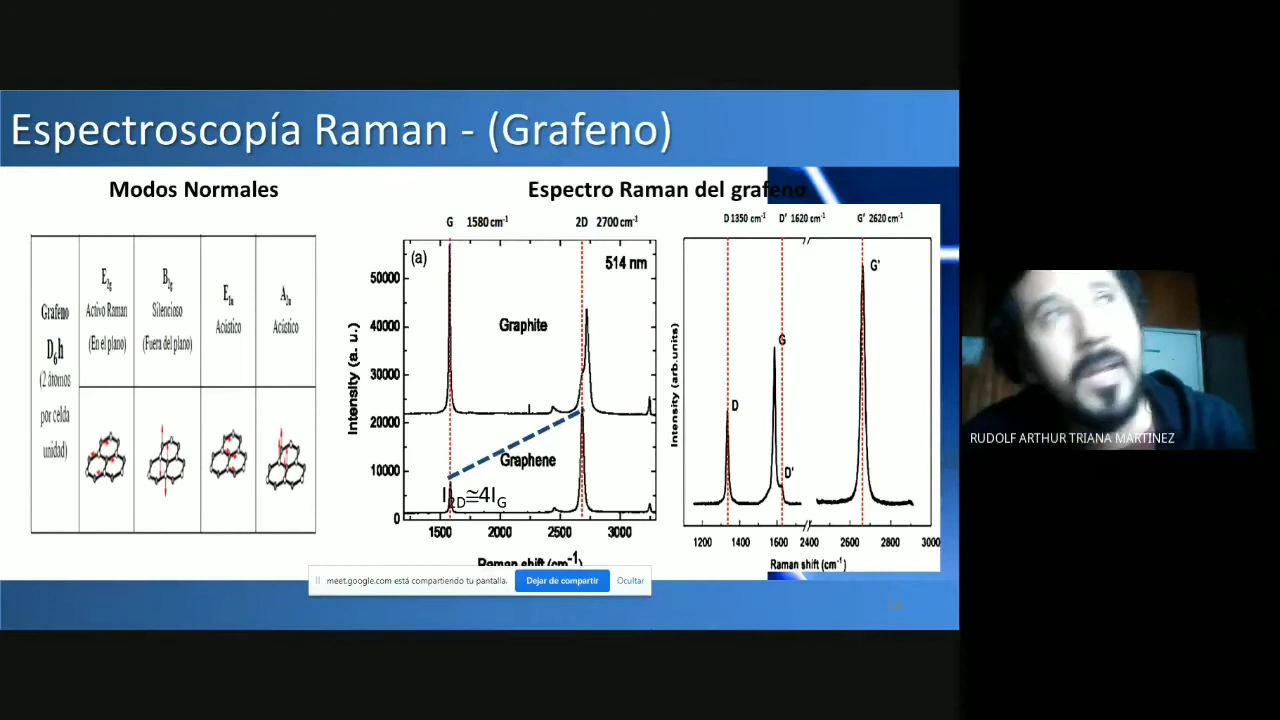 Espectroscopía Raman - (Grafeno)
Modos Normales
Espectro Raman del grafeno
Grafeno
D6h
(2 átomos
por celda
unidad)
E2g
Activo Raman
(En el plano)
B2g
Silencioso
(Fuera del plano)
E1u
Acústico
A2u
Acústico
G 1580 cm-1
2D 2700 cm-1
(a)
514 nm
Graphite
Graphene
I2D≅4IG
Intensity (a. u.)
50000
40000
30000
20000
10000
0
1500 2000 2500 3000
Raman shift (cm-1)
D 1350 cm-1 D' 1620 cm-1 G' 2620 cm-1
G'
G
D
D'
Intensity (arb.units)
1200 1400 1600 2400 2600 2800 3000
Raman shift (cm-1)
meet.google.com está compartiendo tu pantalla.
Dejar de compartir
Ocultar
RUDOLF ARTHUR TRIANA MARTINEZ